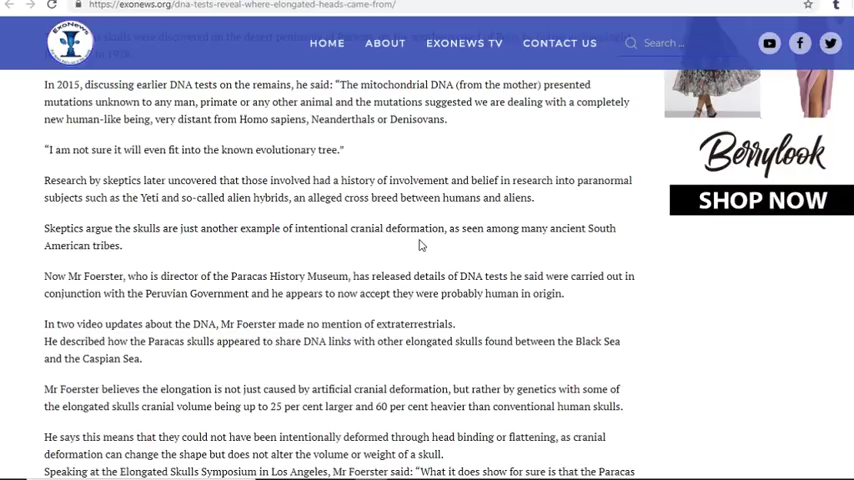 https://exonews.org/dna-tests-reveal-where-elongated-heads-came-from/
ExoNews
HOME
ABOUT
EXONEWS TV
CONTACT US
Search ...
skulls were discovered on the desert
In 2015, discussing earlier DNA tests on the remains, he said: “The mitochondrial DNA (from the mother) presented
mutations unknown to any man, primate or any other animal and the mutations suggested we are dealing with a completely
new human-like being, very distant from Homo sapiens, Neanderthals or Denisovans.
“I am not sure it will even fit into the known evolutionary tree.”
Research by skeptics later uncovered that those involved had a history of involvement and belief in research into paranormal
subjects such as the Yeti and so-called alien hybrids, an alleged cross breed between humans and aliens.
Skeptics argue the skulls are just another example of intentional cranial deformation, as seen among many ancient South
American tribes.
Now Mr Foerster, who is director of the Paracas History Museum, has released details of DNA tests he said were carried out in
conjunction with the Peruvian Government and he appears to now accept they were probably human in origin.
In two video updates about the DNA, Mr Foerster made no mention of extraterrestrials.
He described how the Paracas skulls appeared to share DNA links with other elongated skulls found between the Black Sea
and the Caspian Sea.
Mr Foerster believes the elongation is not just caused by artificial cranial deformation, but rather by genetics with some of
the elongated skulls cranial volume being up to 25 per cent larger and 60 per cent heavier than conventional human skulls.
He says this means that they could not have been intentionally deformed through head binding or flattening, as cranial
deformation can change the shape but does not alter the volume or weight of a skull.
Speaking at the Elongated Skulls Symposium in Los Angeles, Mr Foerster said: “What it does show for sure is that the Paracas
Berrylook
SHOP NOW